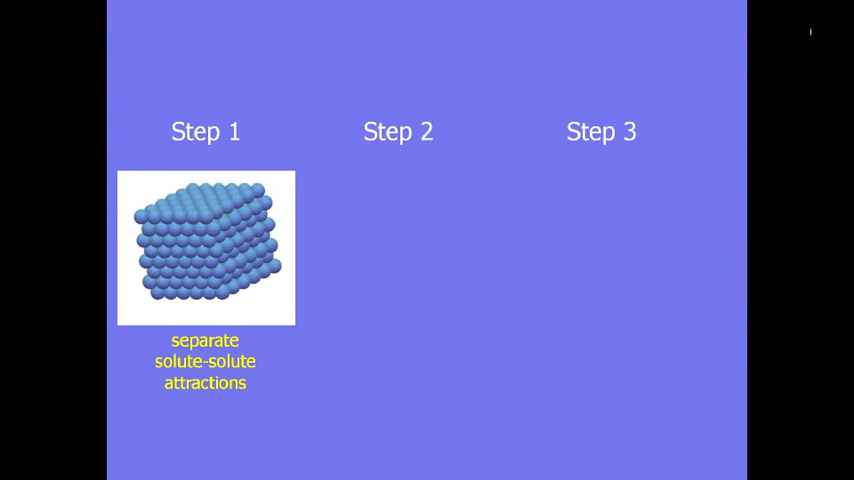 Step 1
Step 2
Step 3
separate
solute-solute
attractions